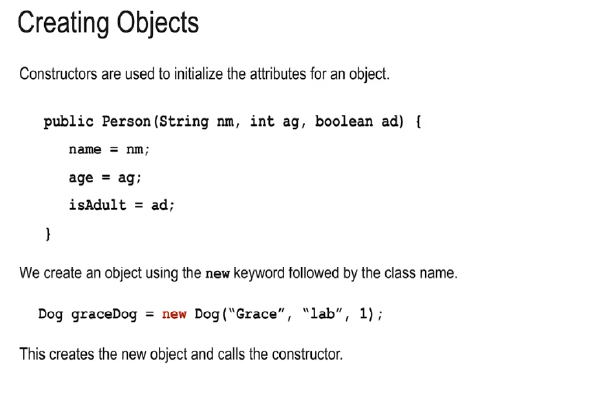 Creating Objects
Constructors are used to initialize the attributes for an object.
public Person(String nm, int ag, boolean ad) {
name = nm;
age = ag;
isAdult = ad;
}
We create an object using the new keyword followed by the class name.
Dog graceDog = new Dog(“Grace”, “lab”, 1);
This creates the new object and calls the constructor.